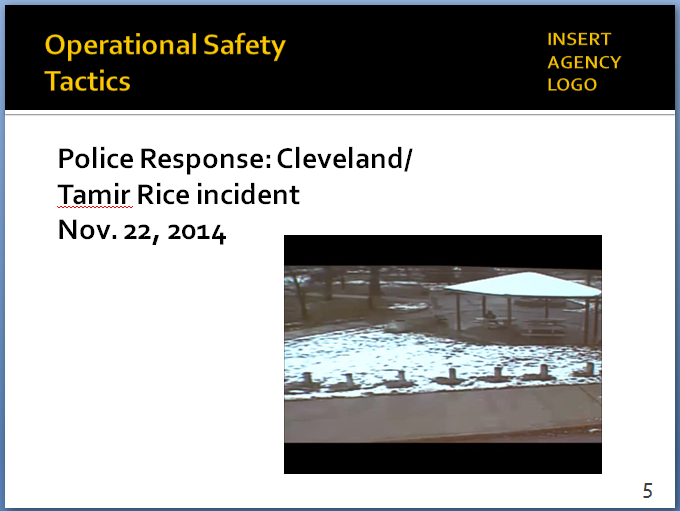 Operational Safety
Tactics
INSERT
AGENCY
LOGO
Police Response: Cleveland/
Tamir Rice incident
Nov. 22, 2014
5